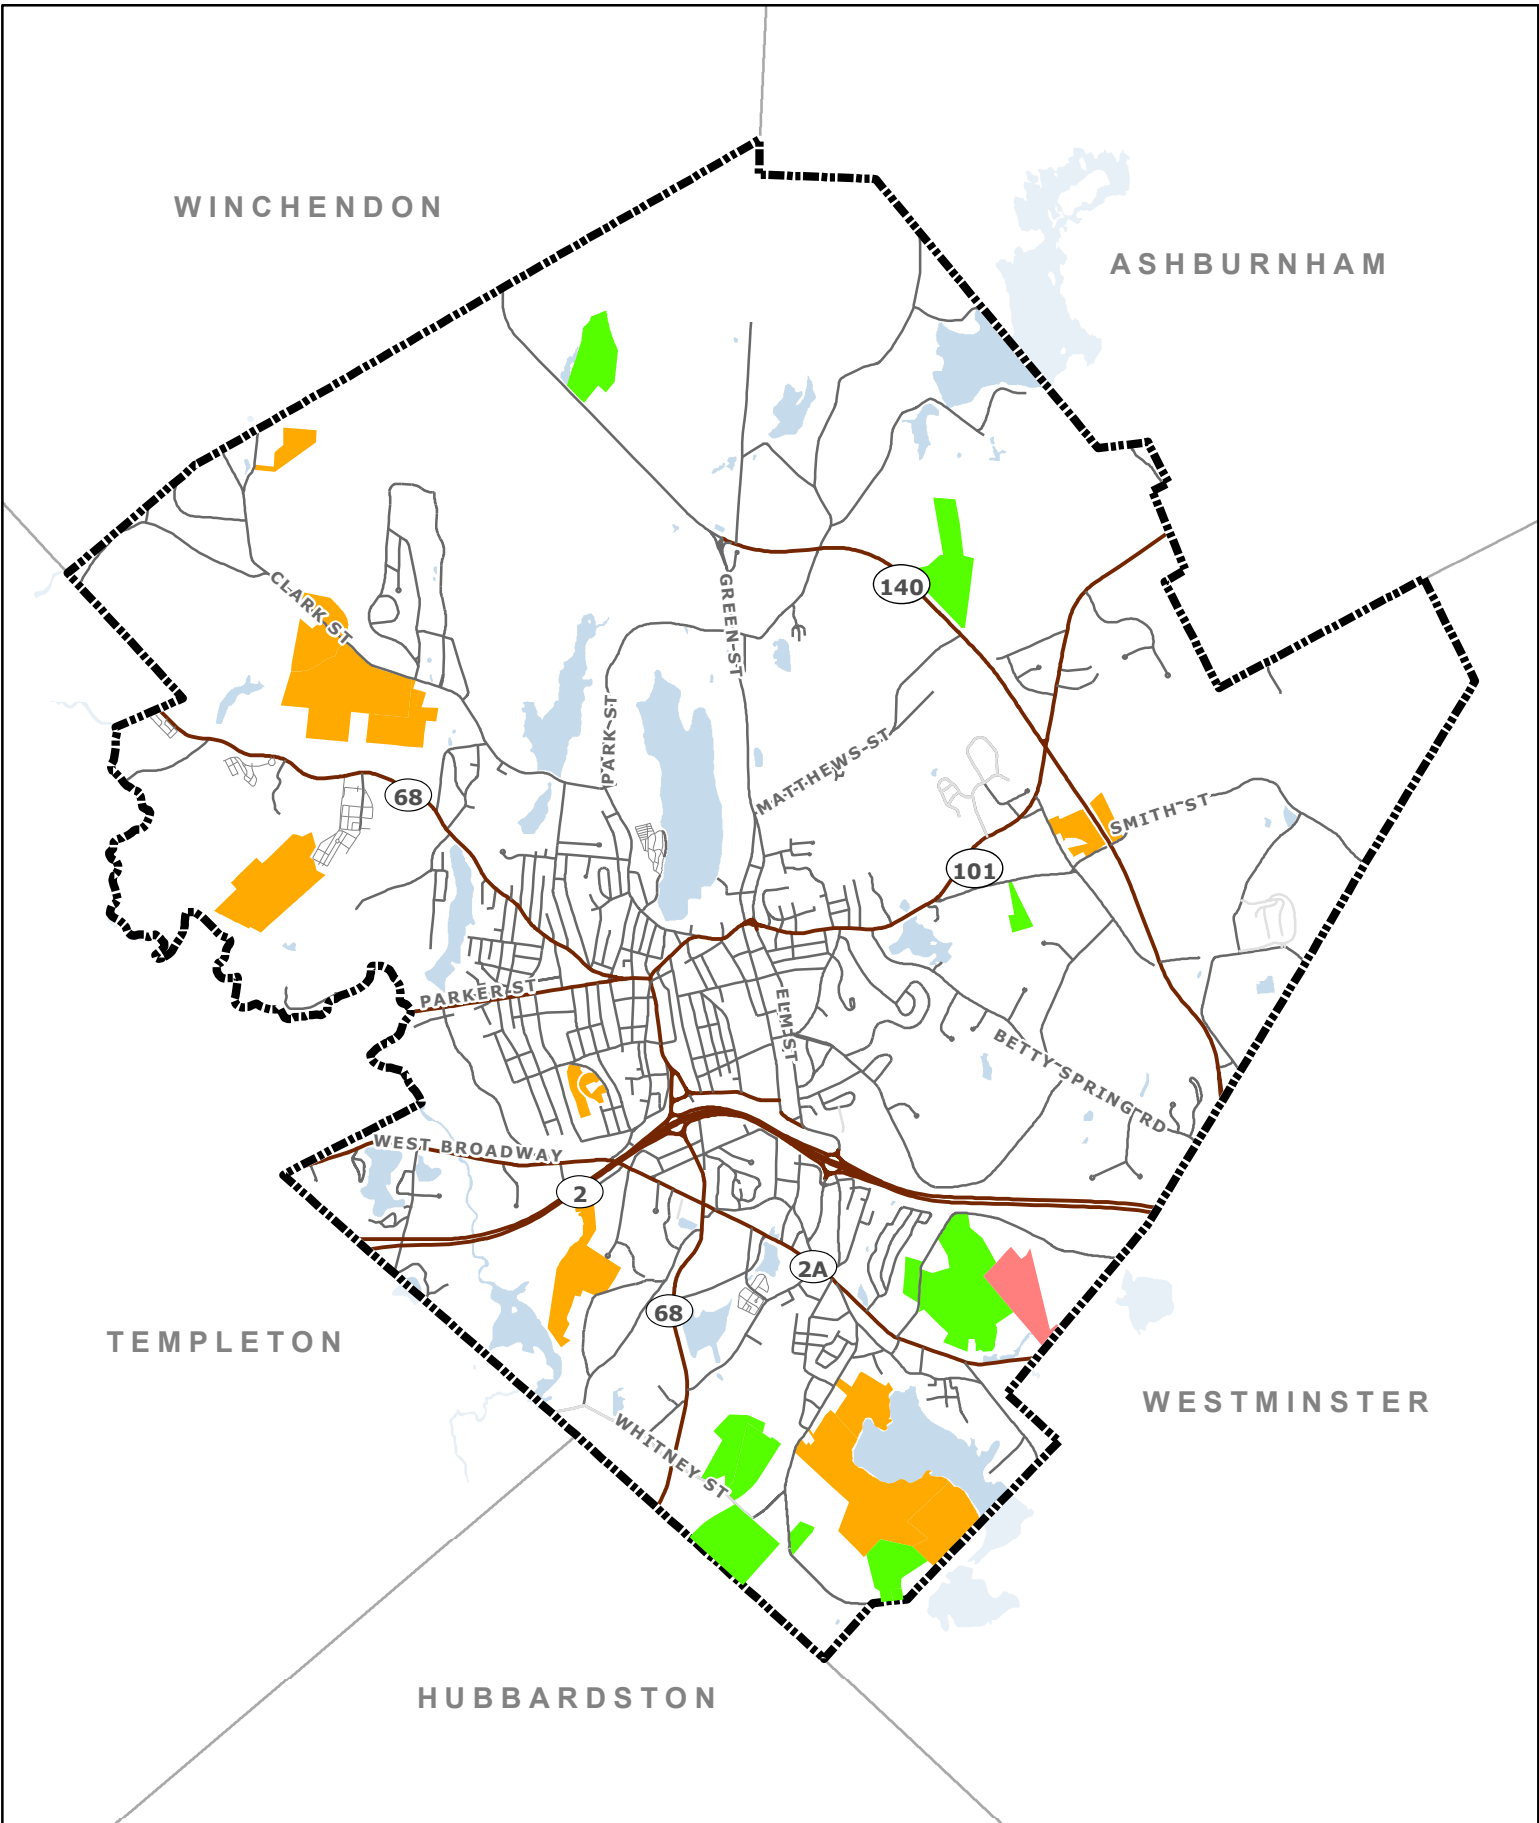 WINCHENDON
ASHBURNHAM
CLARK ST
140
GREEN ST
PARK ST
MATTHEWS ST
68
SMITH ST
101
PARKER ST
ELM ST
BETTY SPRING RD
WEST BROADWAY
2
2A
68
TEMPLETON
WESTMINSTER
WHITNEY ST
HUBBARDSTON